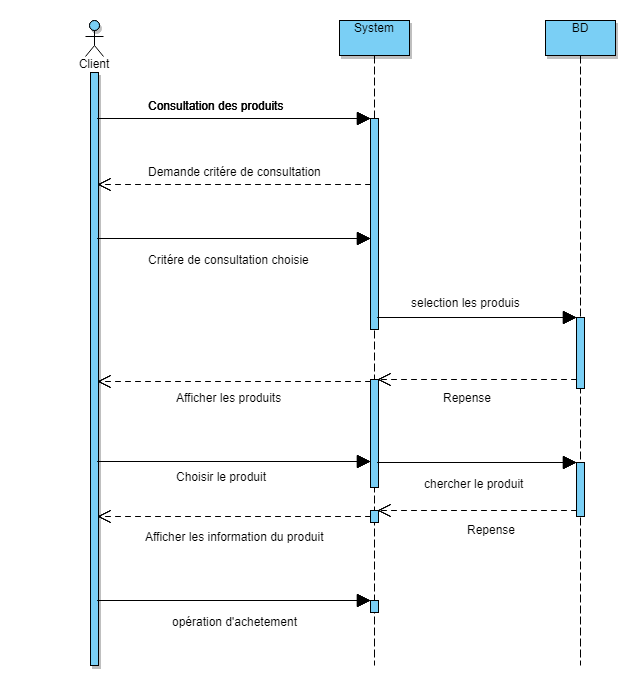 System
BD
Client
Consultation des produits
Demande critére de consultation
Critére de consultation choisie
selection les produis
Afficher les produits
Repense
Choisir le produit
chercher le produit
Afficher les information du produit
Repense
opération d'achetement